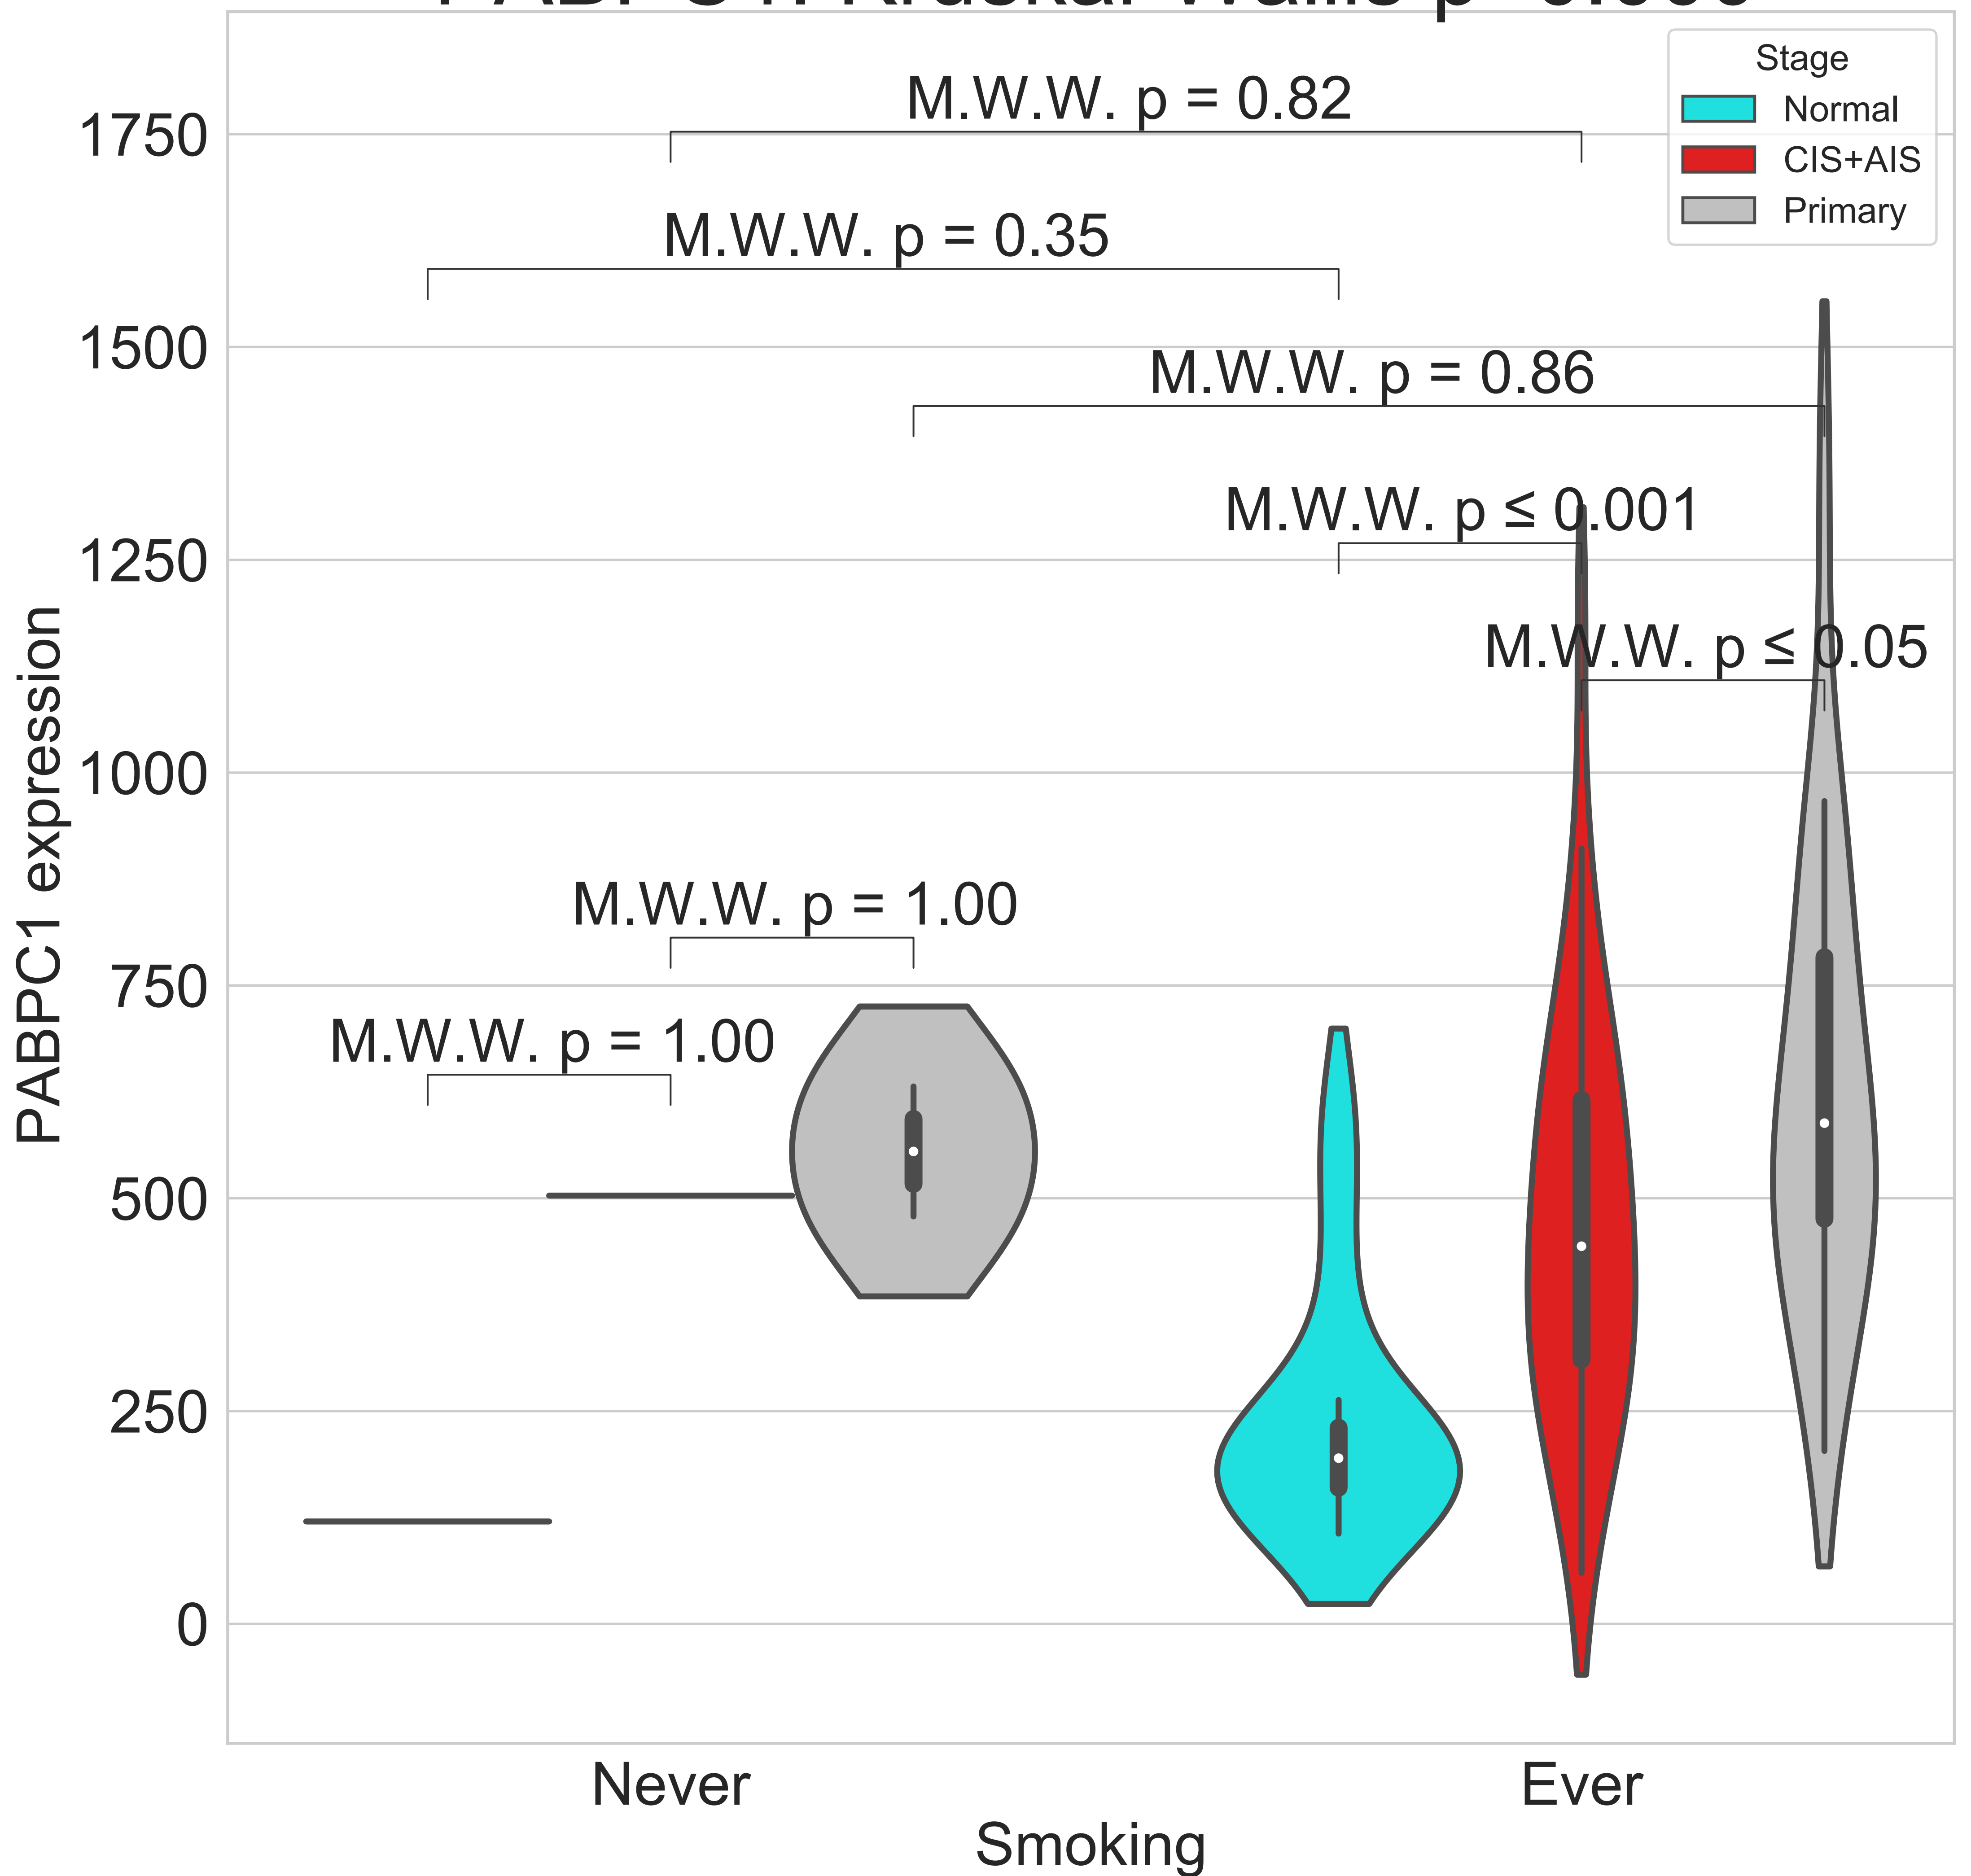 Stage
Normal
CIS+AIS
Primary
M.W.W. p = 0.82
M.W.W. p = 0.35
M.W.W. p = 0.86
M.W.W. p ≤ 0.001
M.W.W. p ≤ 0.05
M.W.W. p = 1.00
M.W.W. p = 1.00
1750
1500
1250
1000
750
500
250
0
PABPC1 expression
Never
Ever
Smoking